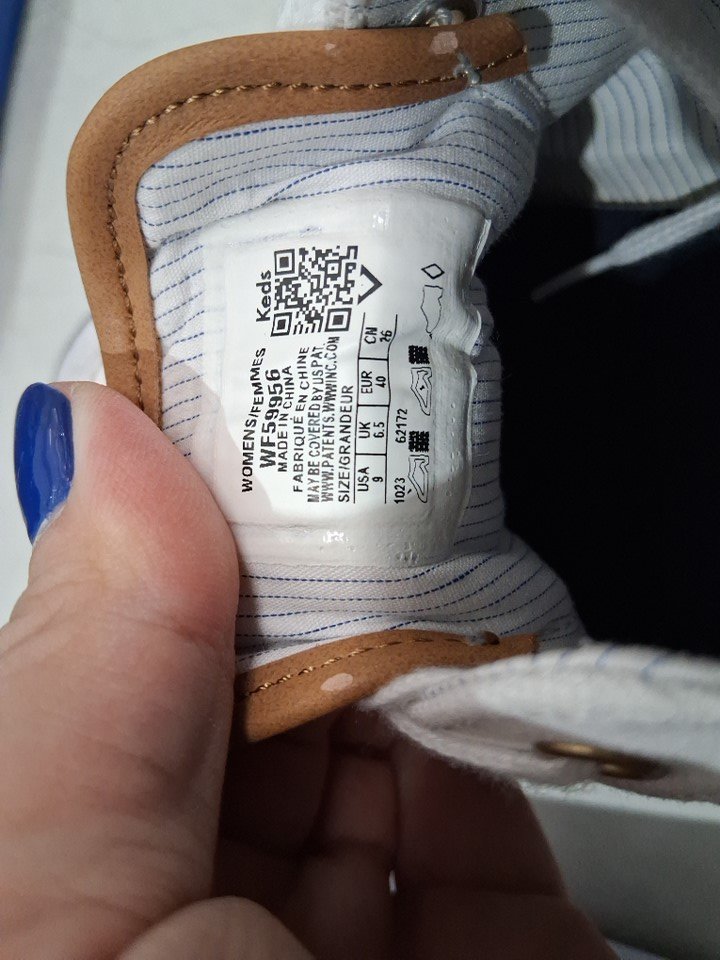 Keds
WOMENS/FEMMES
WF59956
MADE IN CHINA
FABRIQUÉ EN CHINE
MAY BE COVERED BY US PAT.
WWW.PATENTS.WWWINC.COM
SIZE/GRANDEUR
USA UK EUR CN
9 6.5 40 26
1023 62172